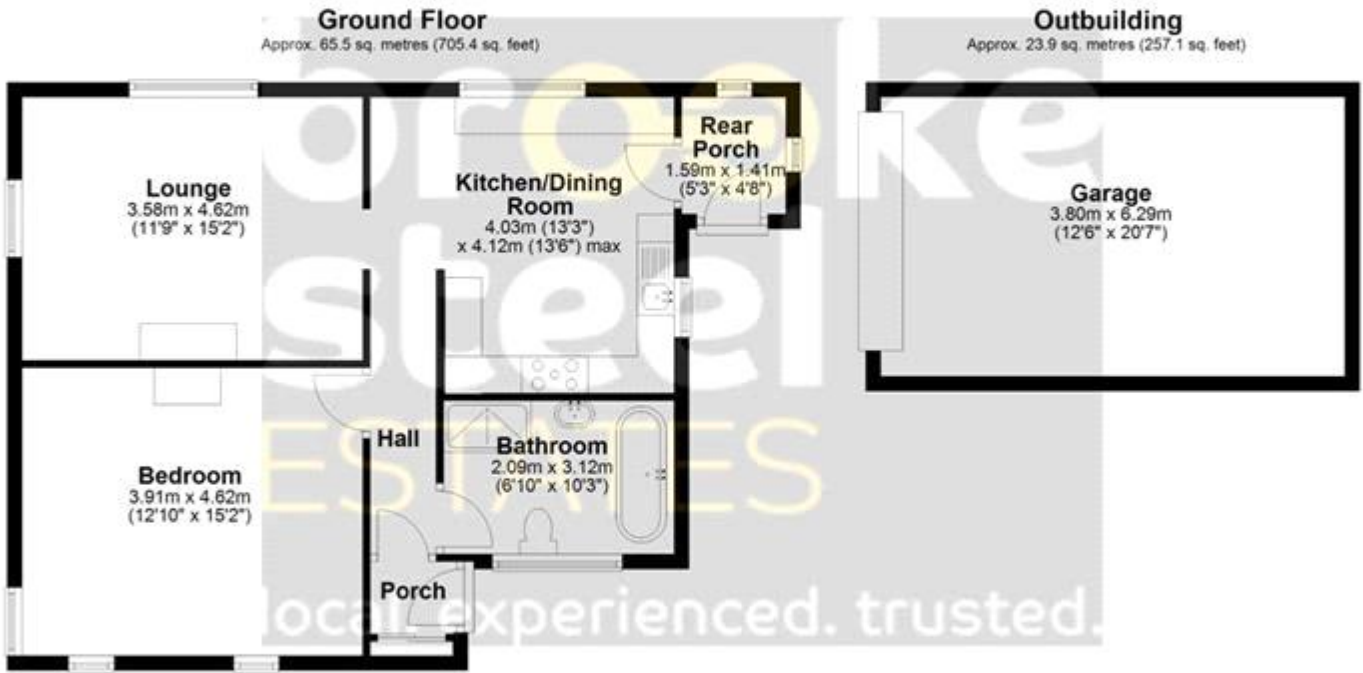 Ground Floor
Approx. 65.5 sq. metres (705.4 sq. feet)
Outbuilding
Approx. 23.9 sq. metres (257.1 sq. feet)
Lounge
3.58m x 4.62m
(11'9" x 15'2")
Kitchen/Dining
Room
4.03m (13'3")
x 4.12m (13'6") max
Rear
Porch
1.59m x 1.41m
(5'3" x 4'8")
Garage
3.80m x 6.29m
(12'6" x 20'7")
Hall
Bedroom
3.91m x 4.62m
(12'10" x 15'2")
Bathroom
2.09m x 3.12m
(6'10" x 10'3")
Porch
brooke
steel
ESTATES
local. experienced. trusted.